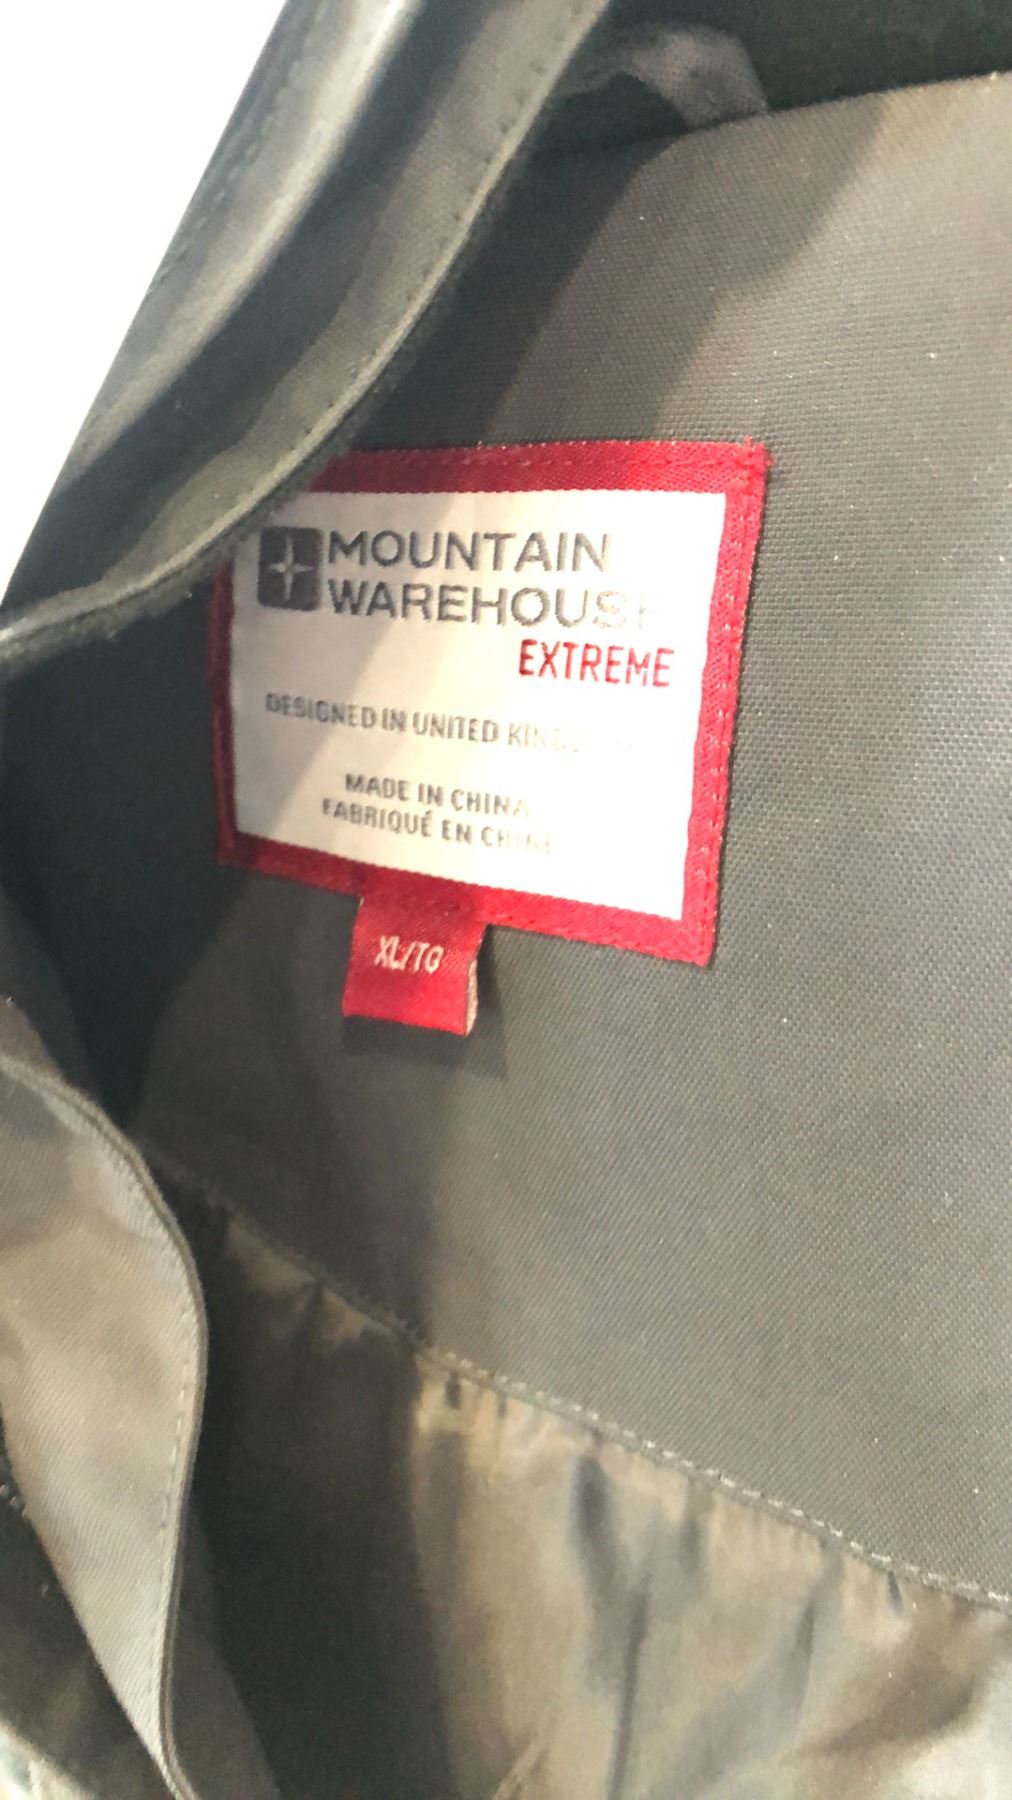 MOUNTAIN
WAREHOUSE
EXTREME
DESIGNED IN UNITED
MADE IN CHINA
FABRIQUÉ EN CHINE
XL/TG